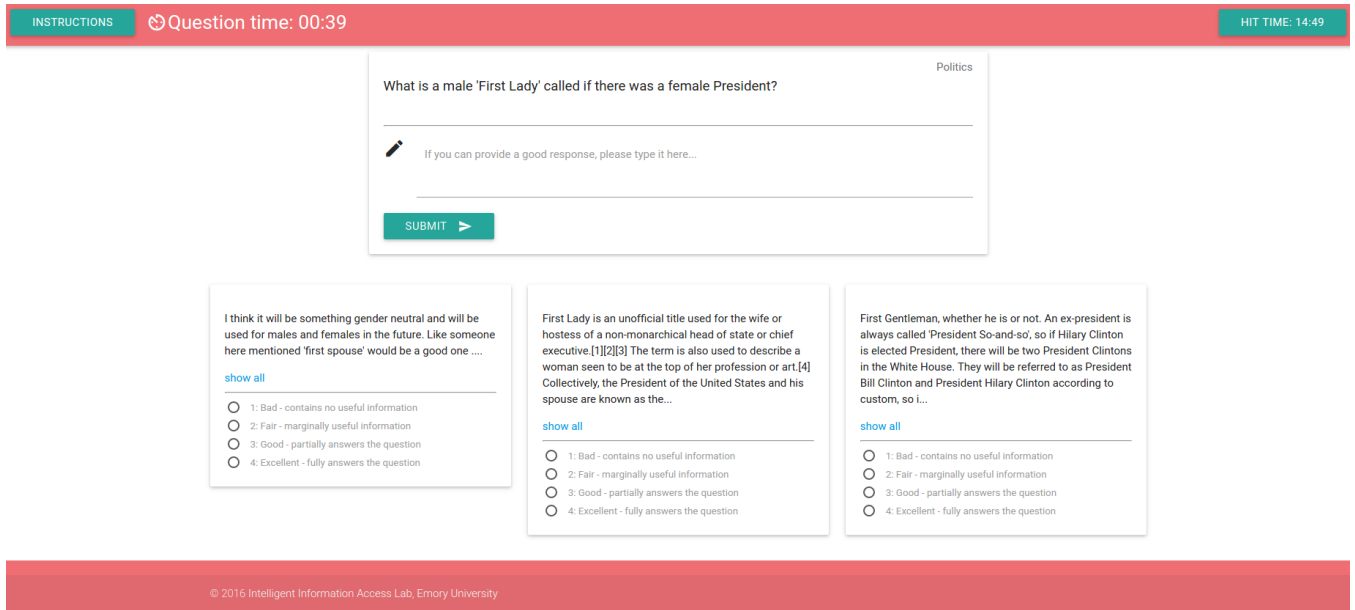 INSTRUCTIONS
Question time: 00:39
HIT TIME: 14:49
Politics
What is a male 'First Lady' called if there was a female President?
If you can provide a good response, please type it here...
SUBMIT
I think it will be something gender neutral and will be
used for males and females in the future. Like someone
here mentioned 'first spouse' would be a good one ....
show all
1: Bad - contains no useful information
2: Fair - marginally useful information
3: Good - partially answers the question
4: Excellent - fully answers the question
First Lady is an unofficial title used for the wife or
hostess of a non-monarchical head of state or chief
executive.[1][2][3] The term is also used to describe a
woman seen to be at the top of her profession or art.[4]
Collectively, the President of the United States and his
spouse are known as the...
show all
1: Bad - contains no useful information
2: Fair - marginally useful information
3: Good - partially answers the question
4: Excellent - fully answers the question
First Gentleman, whether he is or not. An ex-president is
always called 'President So-and-so', so if Hilary Clinton
is elected President, there will be two President Clintons
in the White House. They will be referred to as President
Bill Clinton and President Hilary Clinton according to
custom, so i...
show all
1: Bad - contains no useful information
2: Fair - marginally useful information
3: Good - partially answers the question
4: Excellent - fully answers the question
© 2016 Intelligent Information Access Lab, Emory University